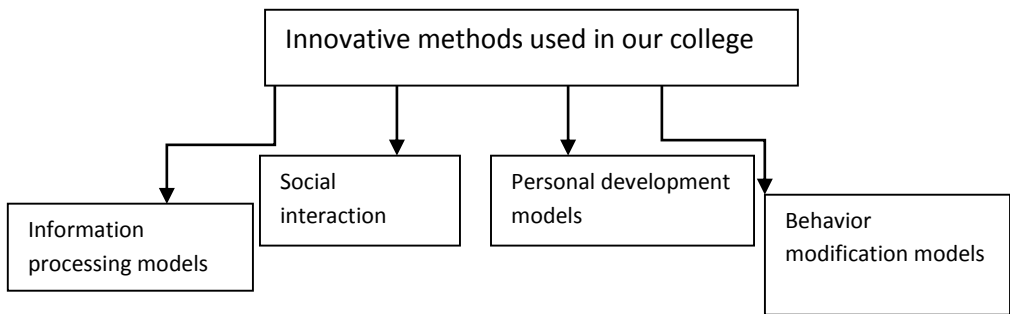 Innovative methods used in our college
Information
processing models
Social
interaction
Personal development
models
Behavior
modification models